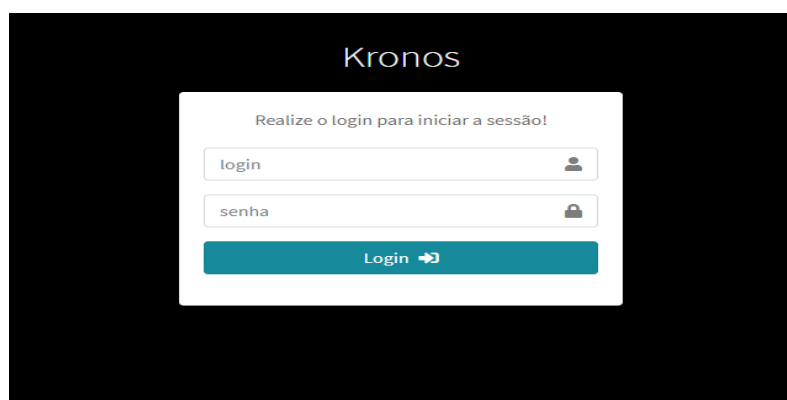 Kronos
Realize o login para iniciar a sessão!
login
senha
Login